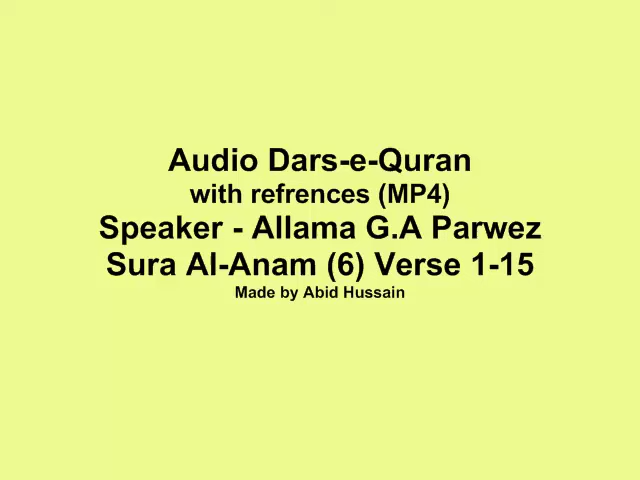 Audio Dars-e-Quran
with refrences (MP4)
Speaker - Allama G.A Parwez
Sura Al-Anam (6) Verse 1-15
Made by Abid Hussain